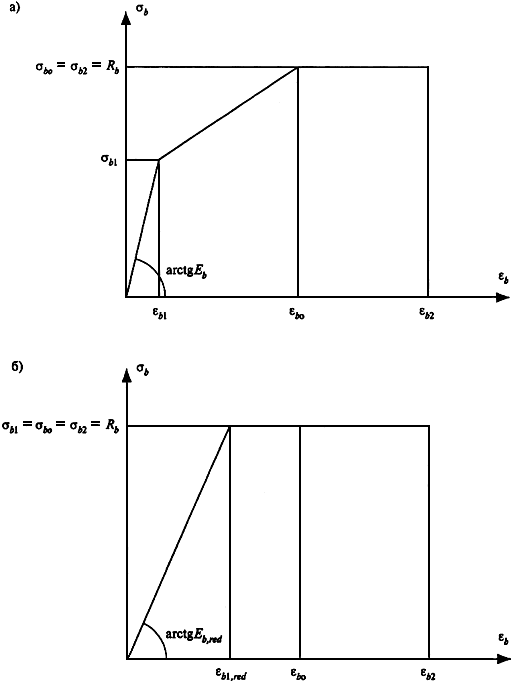 а)
σb
σbo = σb2 = Rb
σb1
arctgEb
εb
εb1
εbo
εb2
б)
σb
σb1 = σbo = σb2 = Rb
arctgEb,red
εb
εb1,red
εbo
εb2